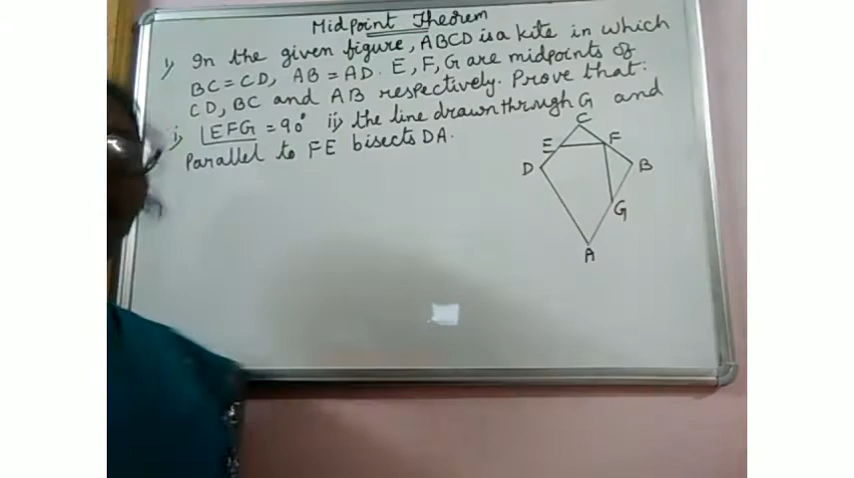 MidPoint Theorem
1) In the given figure, ABCD is a kite in which
BC = CD, AB = AD. E, F, G are midpoints of
CD, BC and AB respectively. Prove that:
i) ∠EFG = 90° ii) the line drawn through G and
Parallel to FE bisects DA.
C
E F
D B
G
A